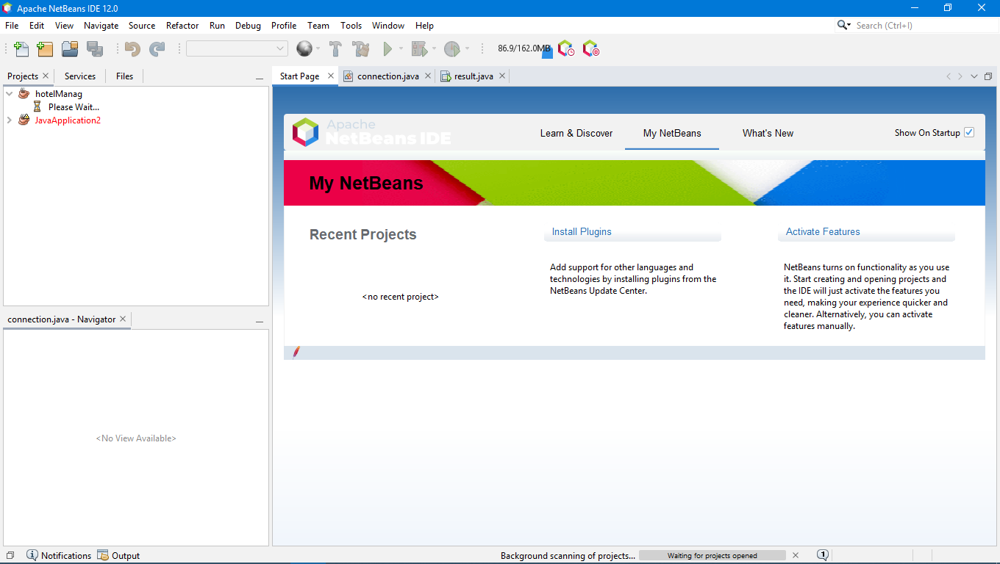 Apache NetBeans IDE 12.0
File Edit View Navigate Source Refactor Run Debug Profile Team Tools Window Help
Search (Ctrl+I)
86.9/162.0MB
Projects Services Files
Start Page connection.java result.java
hotelManag
Please Wait...
JavaApplication2
Apache
NetBeans IDE
Learn & Discover My NetBeans What's New Show On Startup
My NetBeans
Recent Projects
<no recent project>
Install Plugins
Add support for other languages and
technologies by installing plugins from the
NetBeans Update Center.
Activate Features
NetBeans turns on functionality as you use
it. Start creating and opening projects and
the IDE will just activate the features you
need, making your experience quicker and
cleaner. Alternatively, you can activate
features manually.
connection.java - Navigator
<No View Available>
Notifications Output
Background scanning of projects... Waiting for projects opened 1